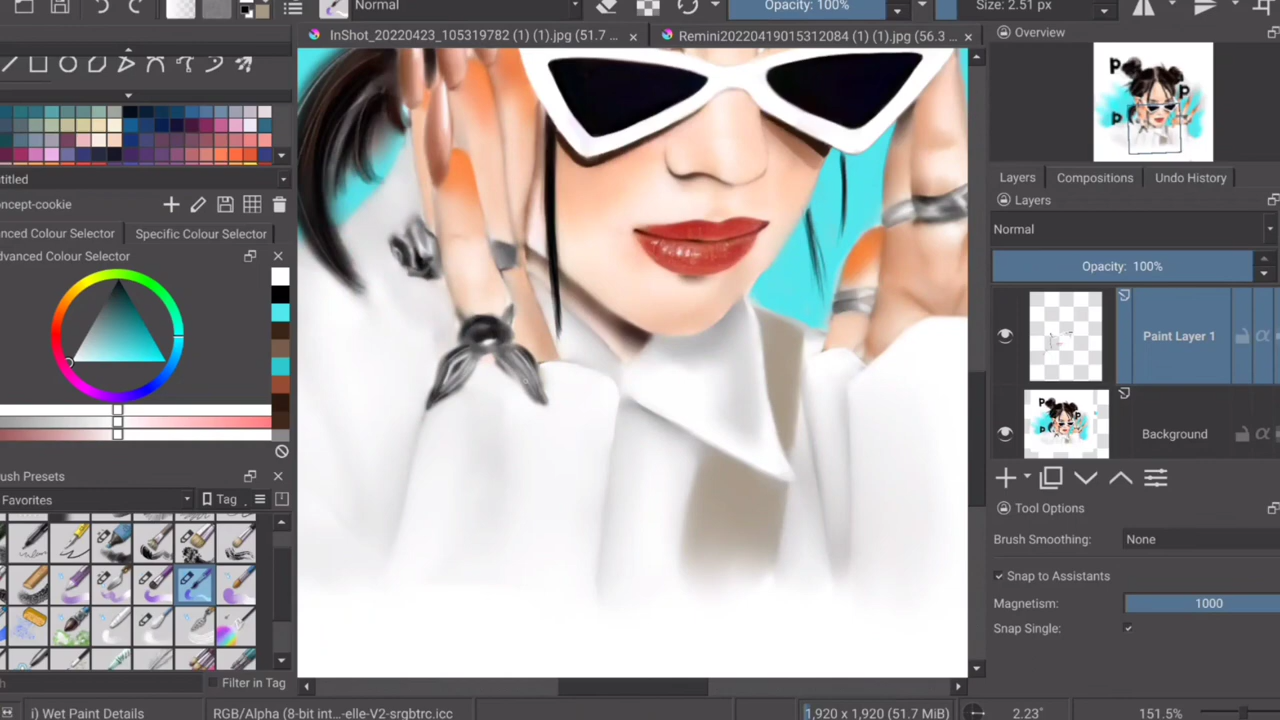 Normal
Opacity: 100%
Size: 2.51 px
InShot_20220423_105319782 (1) (1).jpg (51.7 ...
Remini20220419015312084 (1) (1).jpg (56.3 ...
Overview
ntitled
oncept-cookie
nced Colour Selector
Specific Colour Selector
dvanced Colour Selector
ush Presets
Favorites
Tag
Filter in Tag
Layers
Compositions
Undo History
Layers
Normal
Opacity: 100%
Paint Layer 1
Background
Tool Options
Brush Smoothing:
None
Snap to Assistants
Magnetism:
1000
Snap Single:
i) Wet Paint Details
RGB/Alpha (8-bit int...-elle-V2-srgbtrc.icc
1,920 x 1,920 (51.7 MiB)
2.23°
151.5%